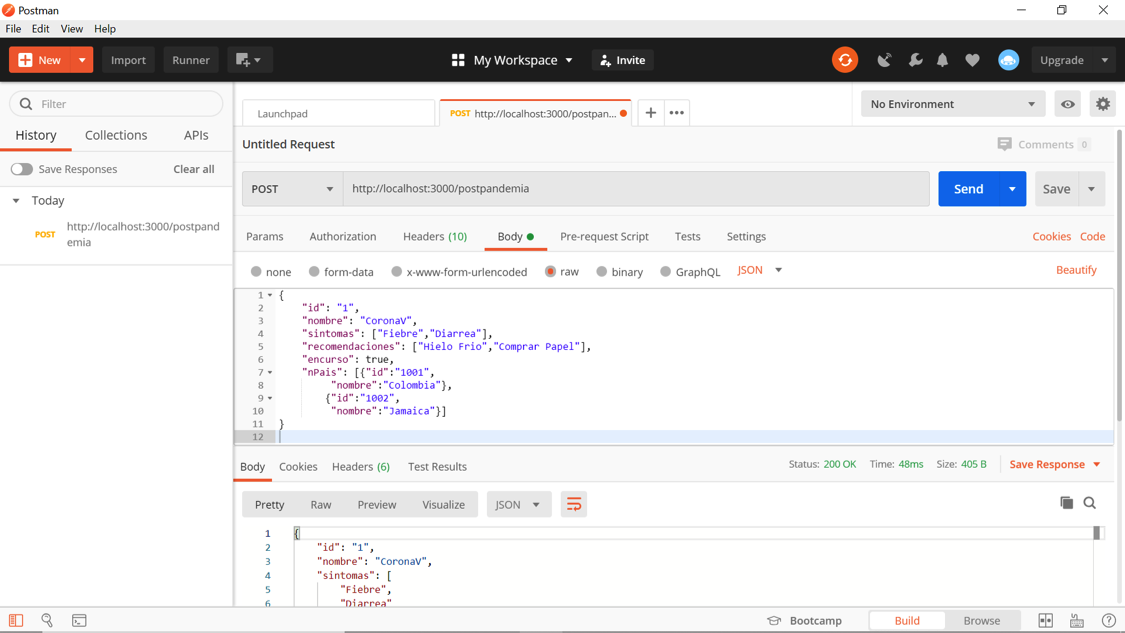 Postman
File Edit View Help
New Import Runner My Workspace Invite Upgrade
Filter
History Collections APIs
Save Responses Clear all
Today
POST http://localhost:3000/postpand
emia
Launchpad POST http://localhost:3000/postpan... No Environment
Untitled Request Comments 0
POST http://localhost:3000/postpandemia Send Save
Params Authorization Headers (10) Body Pre-request Script Tests Settings Cookies Code
none form-data x-www-form-urlencoded raw binary GraphQL JSON Beautify
1 {
2 "id": "1",
3 "nombre": "CoronaV",
4 "sintomas": ["Fiebre","Diarrea"],
5 "recomendaciones": ["Hielo Frio","Comprar Papel"],
6 "encurso": true,
7 "nPais": [{"id":"1001",
8 "nombre":"Colombia"},
9 {"id":"1002",
10 "nombre":"Jamaica"}]
11 }
12
Body Cookies Headers (6) Test Results Status: 200 OK Time: 48ms Size: 405 B Save Response
Pretty Raw Preview Visualize JSON
1 {
2 "id": "1",
3 "nombre": "CoronaV",
4 "sintomas": [
5 "Fiebre",
6 "Diarrea"
Bootcamp Build Browse